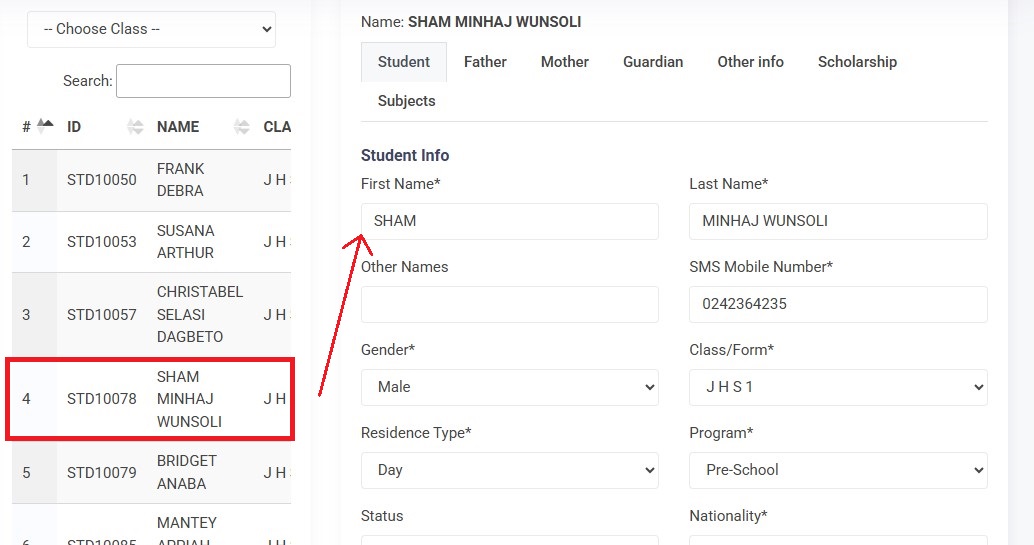 -- Choose Class --
Search:
# ID NAME CLA
1 STD10050 FRANK DEBRA J H S
2 STD10053 SUSANA ARTHUR J H S
3 STD10057 CHRISTABEL SELASI DAGBETO J H S
4 STD10078 SHAM MINHAJ WUNSOLI J H
5 STD10079 BRIDGET ANABA J H S
6 STD10085 MANTEY APPIAH J H S
Name: SHAM MINHAJ WUNSOLI
Student Father Mother Guardian Other info Scholarship
Subjects
Student Info
First Name* Last Name*
SHAM MINHAJ WUNSOLI
Other Names SMS Mobile Number*
0242364235
Gender* Class/Form*
Male J H S 1
Residence Type* Program*
Day Pre-School
Status Nationality*